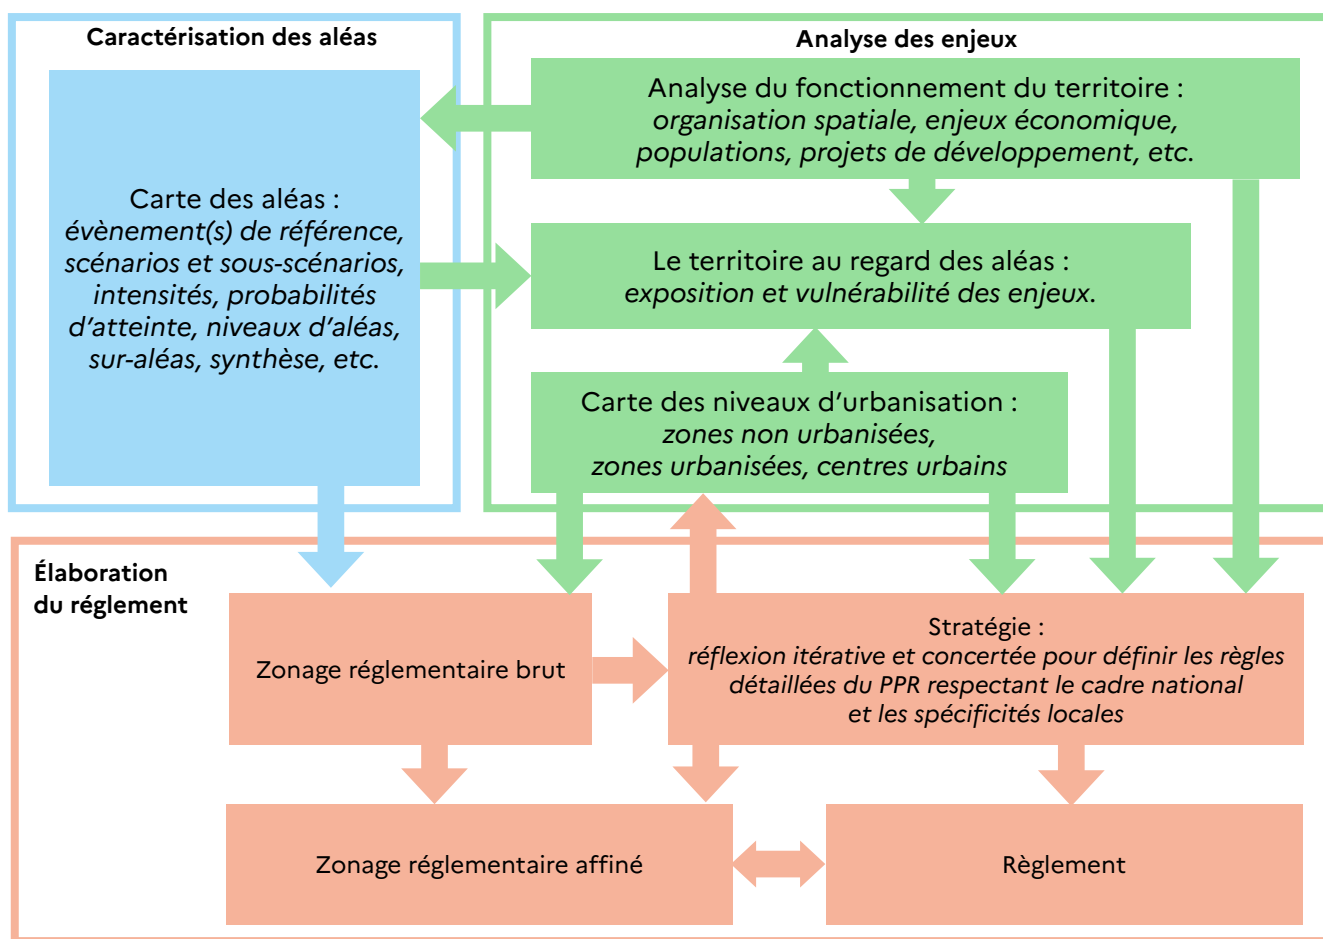 Caractérisation des aléas
Carte des aléas :
évènement(s) de référence,
scénarios et sous-scénarios,
intensités, probabilités
d’atteinte, niveaux d’aléas,
sur-aléas, synthèse, etc.
Analyse des enjeux
Analyse du fonctionnement du territoire :
organisation spatiale, enjeux économique,
populations, projets de développement, etc.
Le territoire au regard des aléas :
exposition et vulnérabilité des enjeux.
Carte des niveaux d’urbanisation :
zones non urbanisées,
zones urbanisées, centres urbains
Élaboration
du réglement
Zonage réglementaire brut
Stratégie :
réflexion itérative et concertée pour définir les règles
détaillées du PPR respectant le cadre national
et les spécificités locales
Zonage réglementaire affiné
Règlement